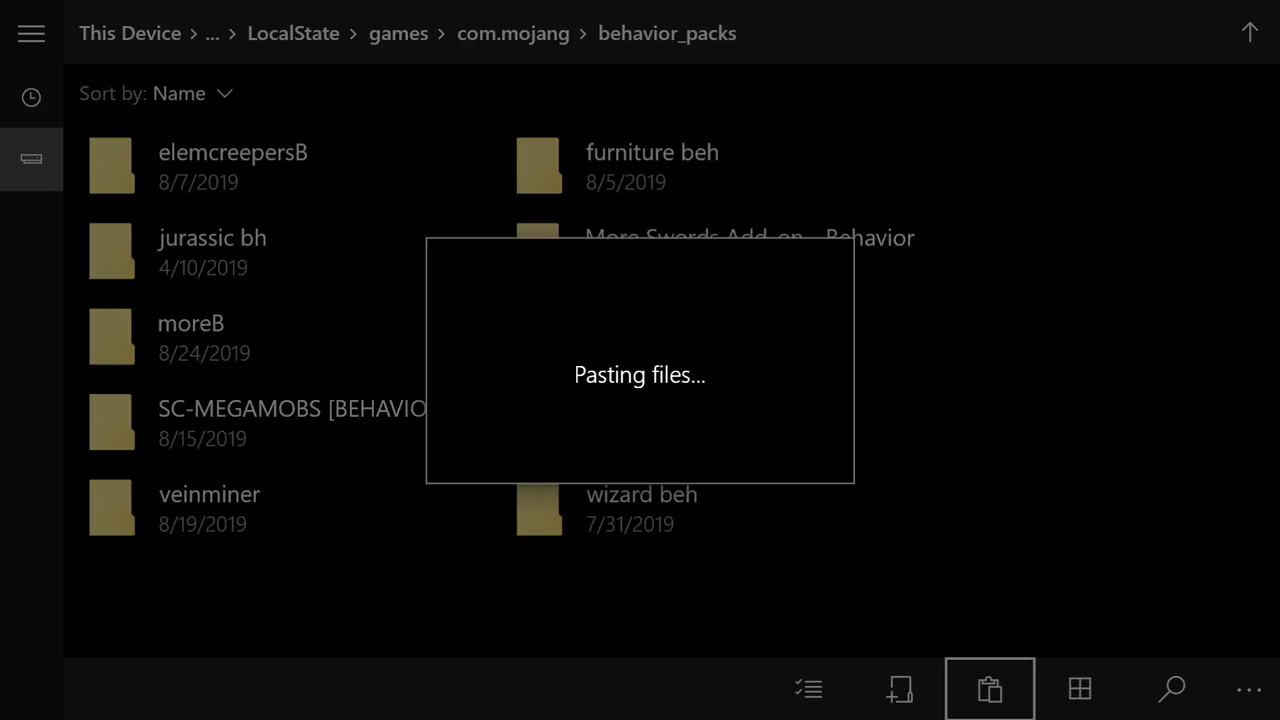 This Device > ... > LocalState > games > com.mojang > behavior_packs
Sort by: Name
elemcreepersB
8/7/2019
furniture beh
8/5/2019
jurassic bh
4/10/2019
More Swords Add-on - Behavior
moreB
8/24/2019
Pasting files...
SC-MEGAMOBS [BEHAVIO
8/15/2019
veinminer
8/19/2019
wizard beh
7/31/2019